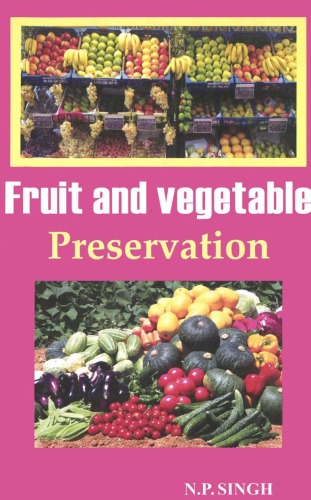 Fruit and vegetable
Preservation
N.P. SINGH